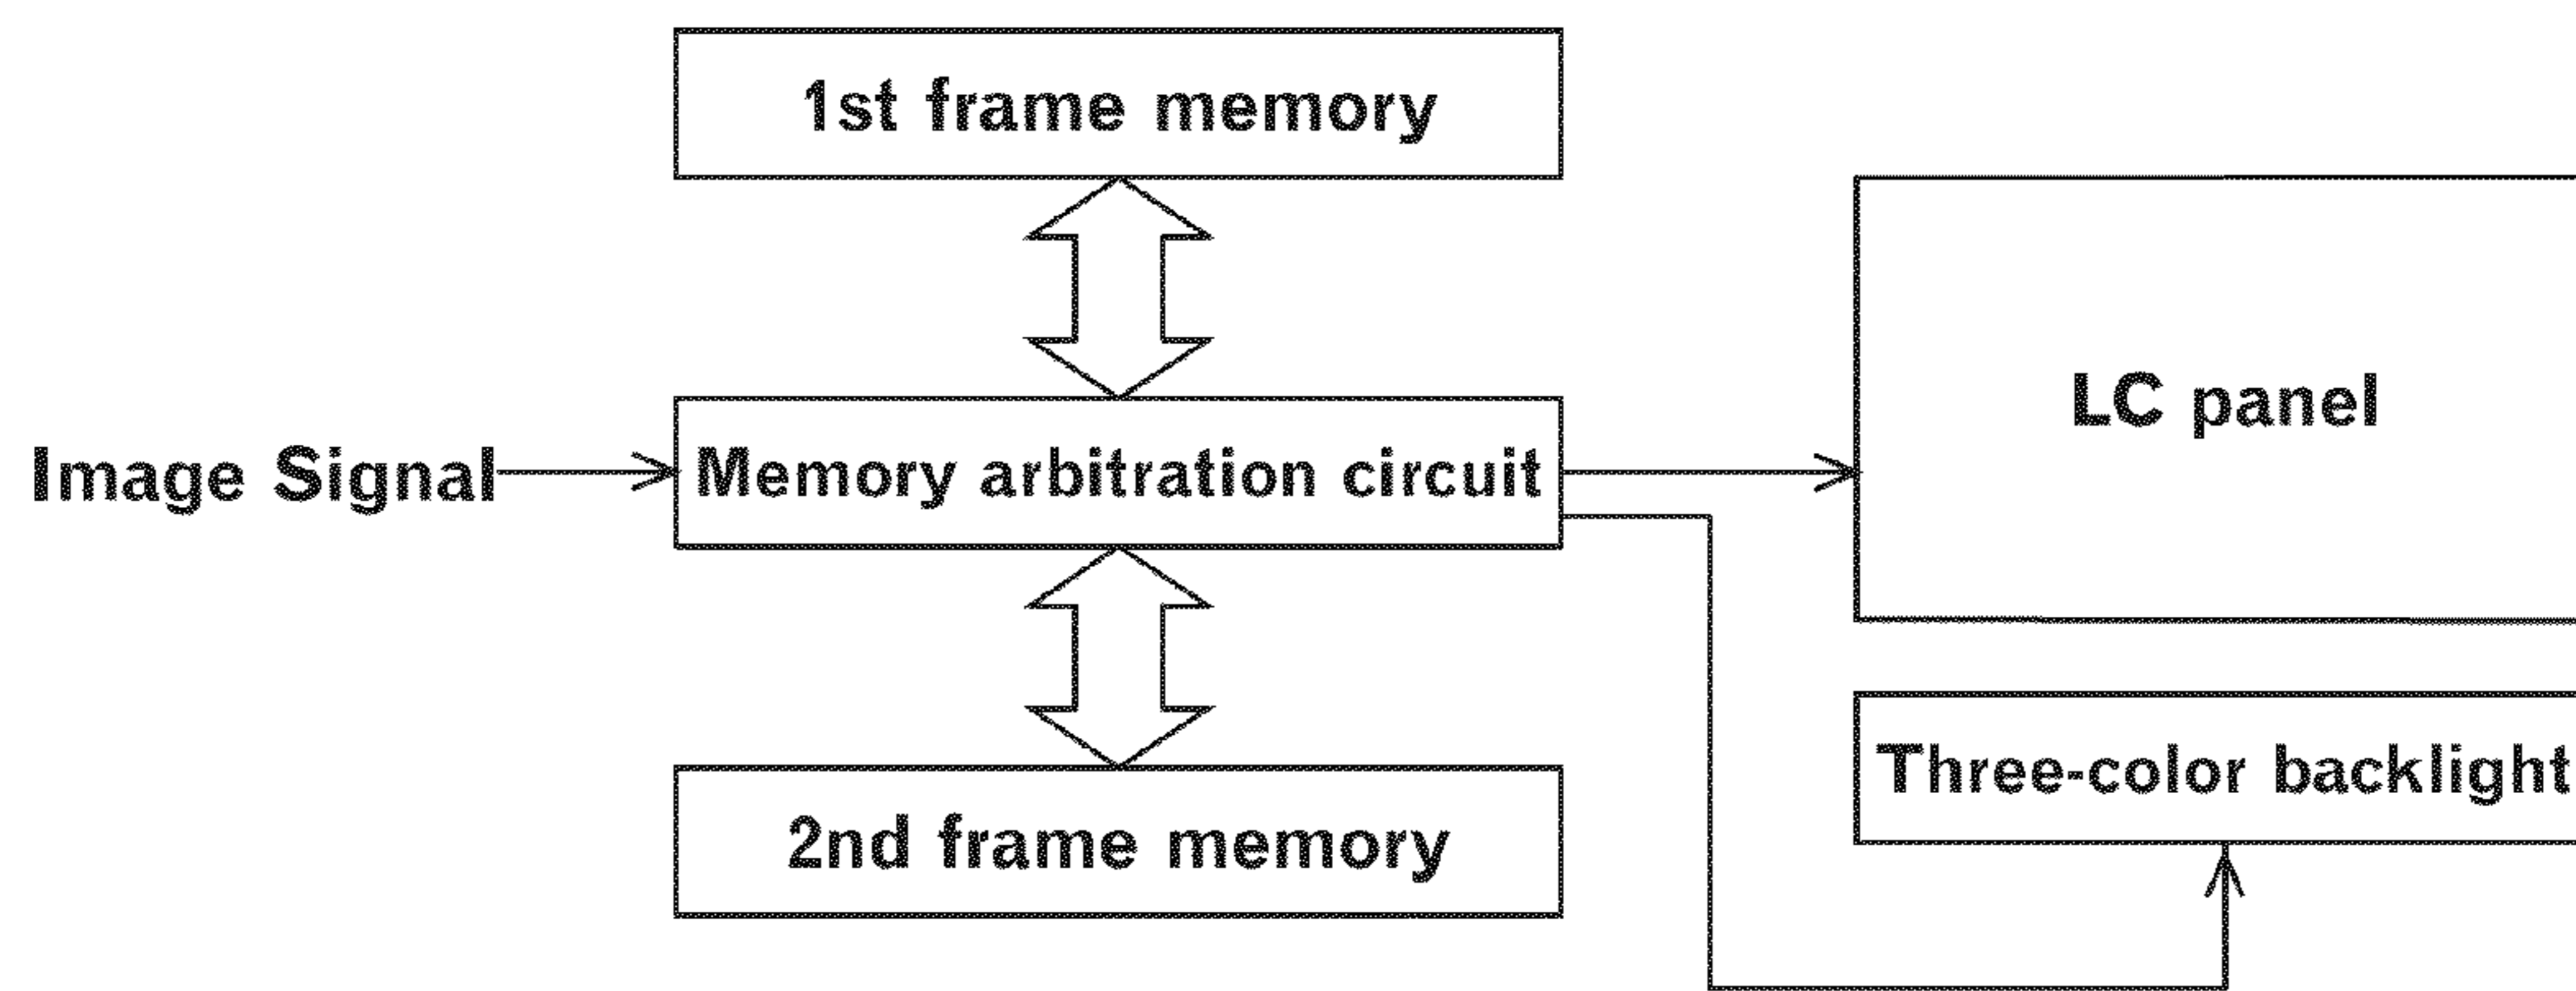 1st frame memory
LC panel
Image Signal
Memory arbitration circuit
Three-color backlight
2nd frame memory